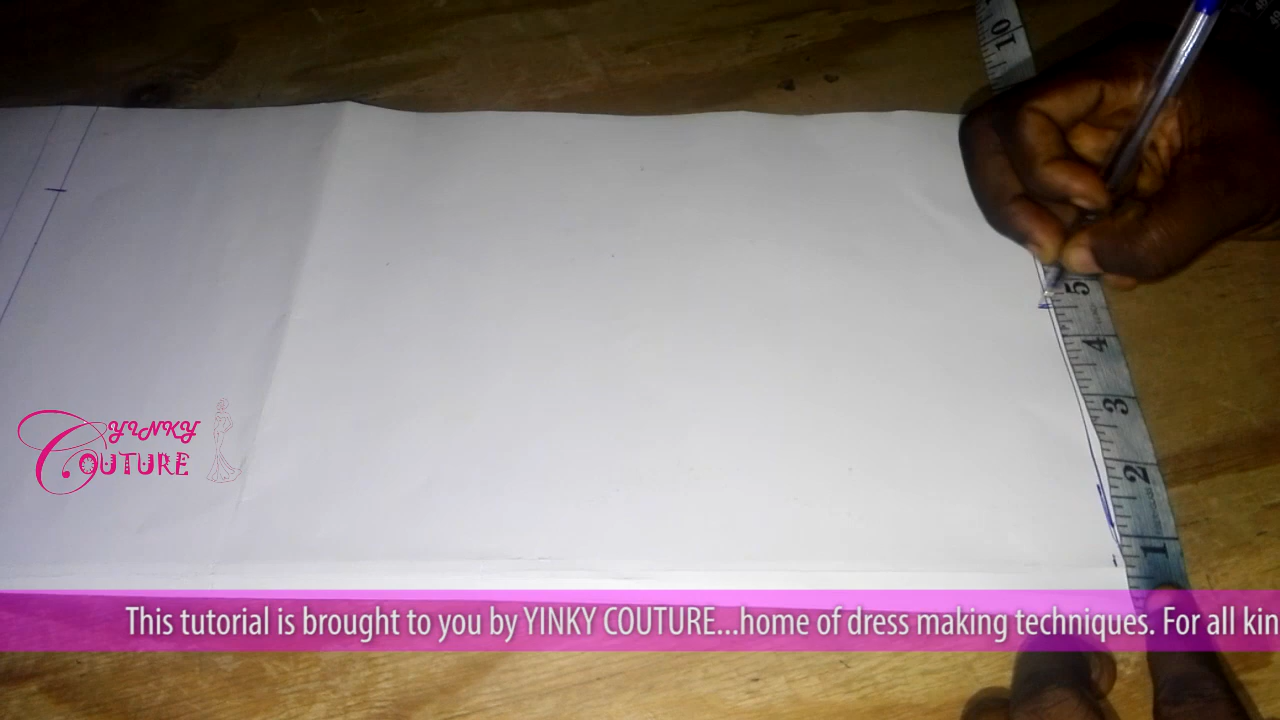 10
5
4
3
2
1
YINKY
COUTURE
This tutorial is brought to you by YINKY COUTURE...home of dress making techniques. For all kin